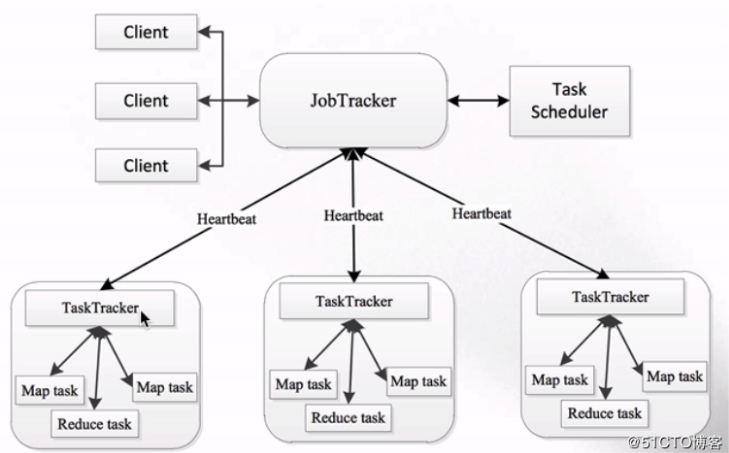 Client
Client
Client
JobTracker
Task
Scheduler
Heartbeat
Heartbeat
Heartbeat
TaskTracker
Map task
Map task
Reduce task
TaskTracker
Map task
Map task
Reduce task
TaskTracker
Map task
Map task
Reduce task
@51CTO博客